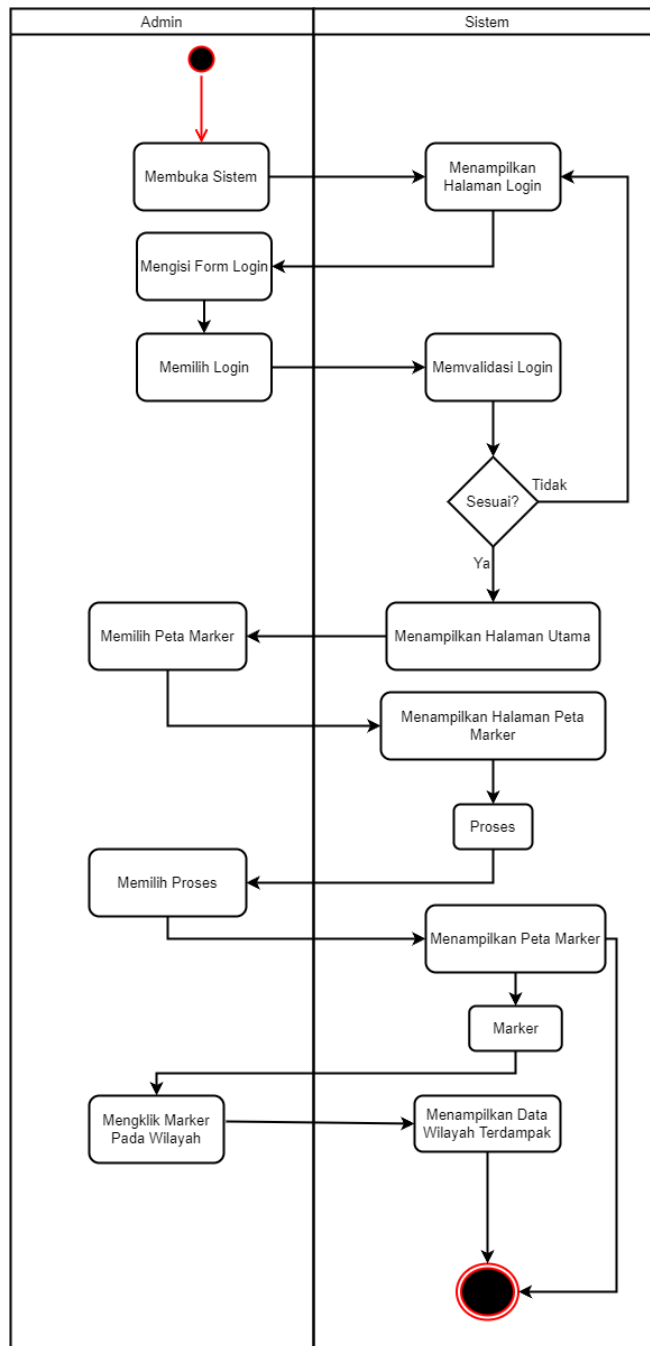 Admin
Sistem
Membuka Sistem
Menampilkan
Halaman Login
Mengisi Form Login
Memilih Login
Memvalidasi Login
Sesuai?
Tidak
Ya
Memilih Peta Marker
Menampilkan Halaman Utama
Menampilkan Halaman Peta
Marker
Proses
Memilih Proses
Menampilkan Peta Marker
Marker
Mengklik Marker
Pada Wilayah
Menampilkan Data
Wilayah Terdampak